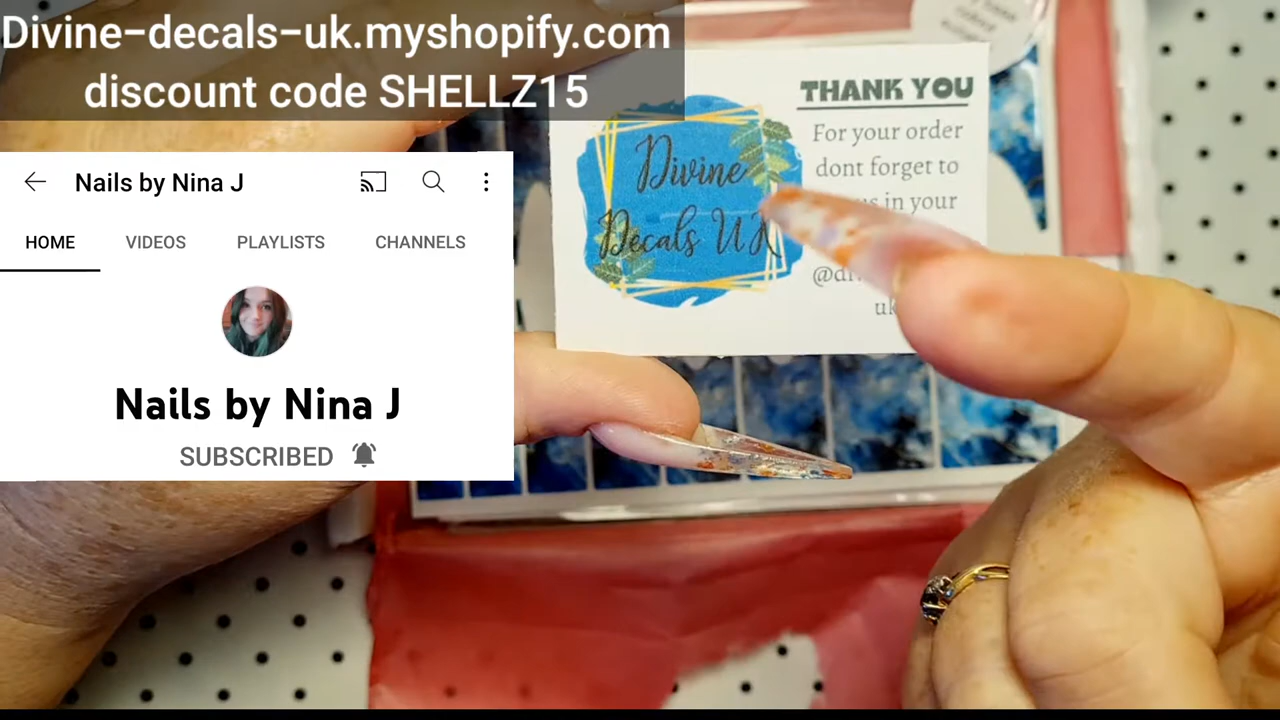 Divine-decals-uk.myshopify.com
discount code SHELLZ15
Nails by Nina J
HOME VIDEOS PLAYLISTS CHANNELS
Nails by Nina J
SUBSCRIBED
Divine
Decals UK
THANK YOU
For your order
dont forget to
in your
uk